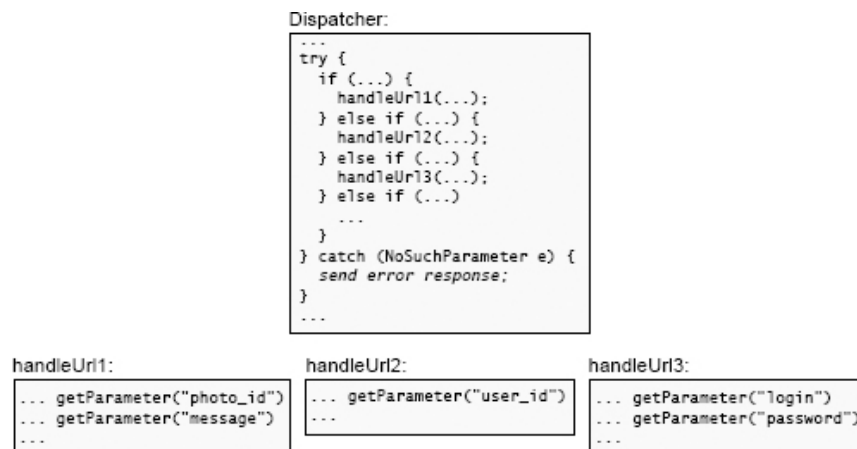 Dispatcher:
...
try {
  if (...) {
    handleUrl1(...);
  } else if (...) {
    handleUrl2(...);
  } else if (...) {
    handleUrl3(...);
  } else if (...)
    ...
  }
} catch (NoSuchParameter e) {
  send error response;
}
...
handleUrl1:
... getParameter("photo_id")
... getParameter("message")
...
handleUrl2:
... getParameter("user_id")
...
handleUrl3:
... getParameter("login")
... getParameter("password")
...